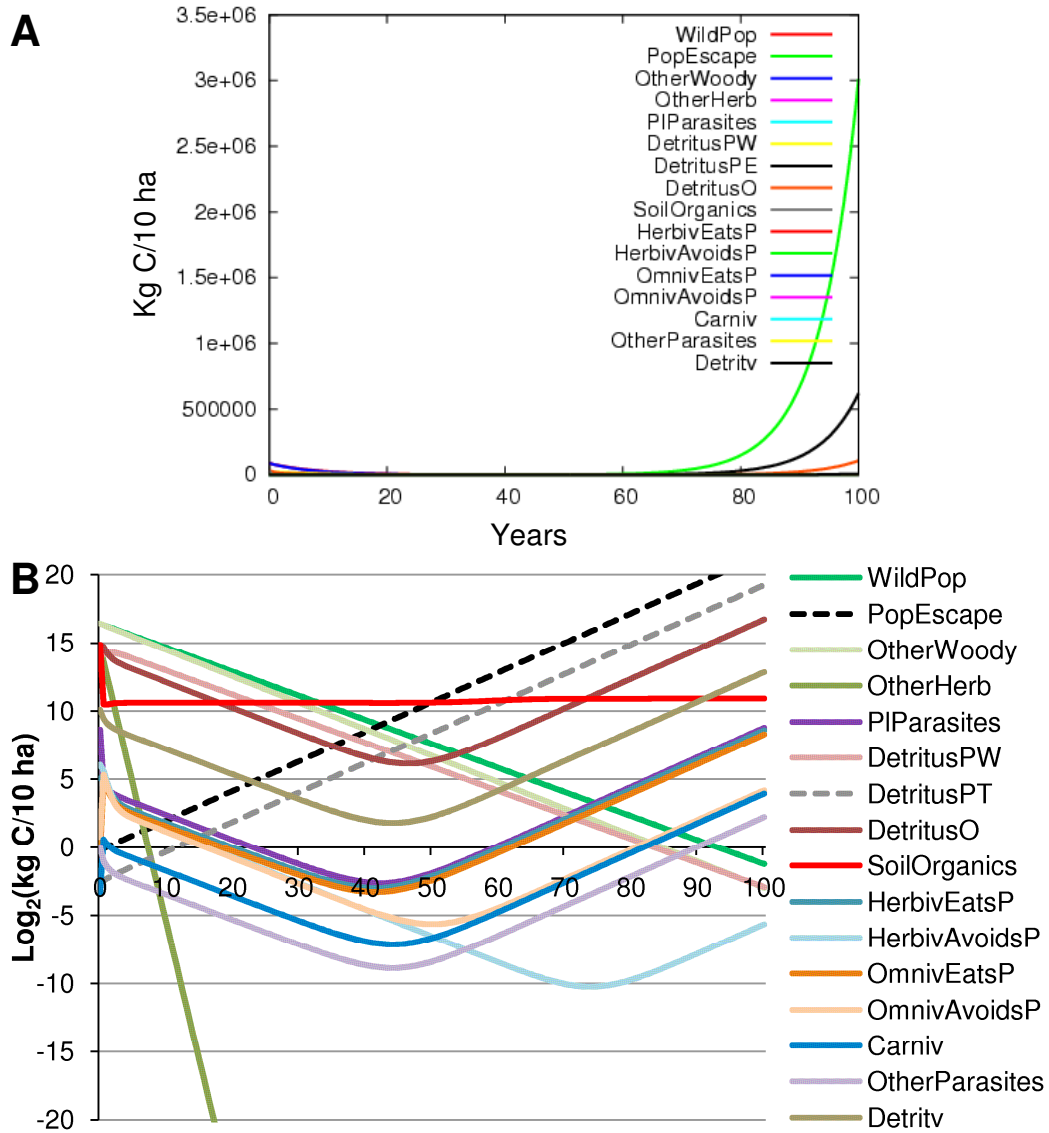 A
3.5e+06
3e+06
2.5e+06
2e+06
1.5e+06
1e+06
500000
0
Kg C/10 ha
WildPop
PopEscape
OtherWoody
OtherHerb
PlParasites
DetritusPW
DetritusPE
DetritusO
SoilOrganics
HerbivEatsP
HerbivAvoidsP
OmnivEatsP
OmnivAvoidsP
Carniv
OtherParasites
Detritv
0 20 40 60 80 100
Years
B
20
15
10
5
0
-5
-10
-15
-20
Log2(kg C/10 ha)
0 10 20 30 40 50 60 70 80 90 100
WildPop
PopEscape
OtherWoody
OtherHerb
PlParasites
DetritusPW
DetritusPT
DetritusO
SoilOrganics
HerbivEatsP
HerbivAvoidsP
OmnivEatsP
OmnivAvoidsP
Carniv
OtherParasites
Detritv